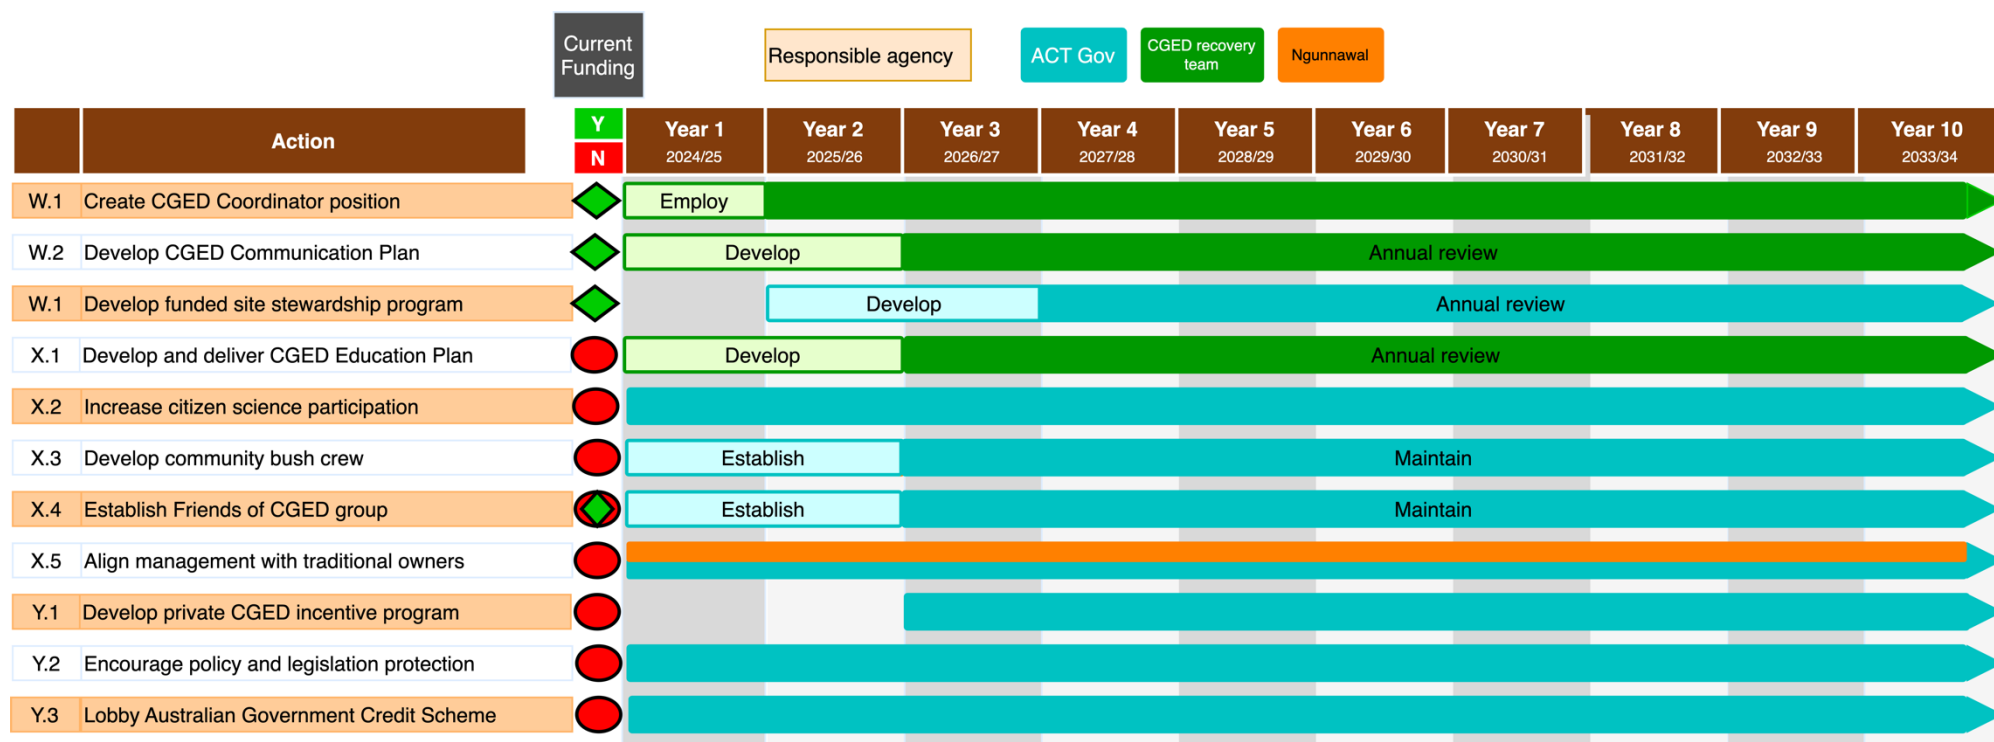 Current
Funding
Responsible agency
ACT Gov
CGED recovery
team
Ngunnawal
Action
Y
N
Year 1
2024/25
Year 2
2025/26
Year 3
2026/27
Year 4
2027/28
Year 5
2028/29
Year 6
2029/30
Year 7
2030/31
Year 8
2031/32
Year 9
2032/33
Year 10
2033/34
W.1 Create CGED Coordinator position Employ
W.2 Develop CGED Communication Plan Develop Annual review
W.1 Develop funded site stewardship program Develop Annual review
X.1 Develop and deliver CGED Education Plan Develop Annual review
X.2 Increase citizen science participation
X.3 Develop community bush crew Establish Maintain
X.4 Establish Friends of CGED group Establish Maintain
X.5 Align management with traditional owners
Y.1 Develop private CGED incentive program
Y.2 Encourage policy and legislation protection
Y.3 Lobby Australian Government Credit Scheme